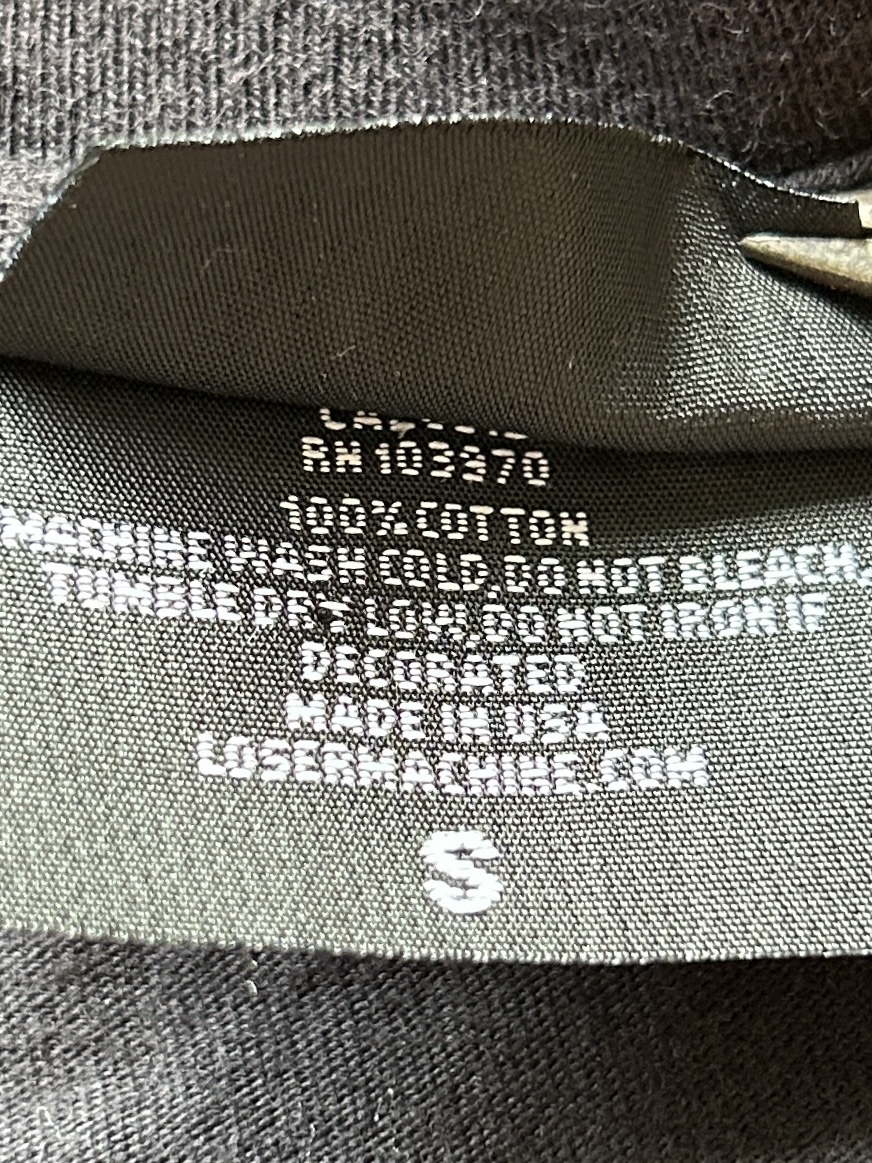 RN 103370
100% COTTON
MACHINE WASH COLD, DO NOT BLEACH.
TUMBLE DRY LOW, DO NOT IRON IF
DECORATED
MADE IN USA
LOSERMACHINE.COM
S